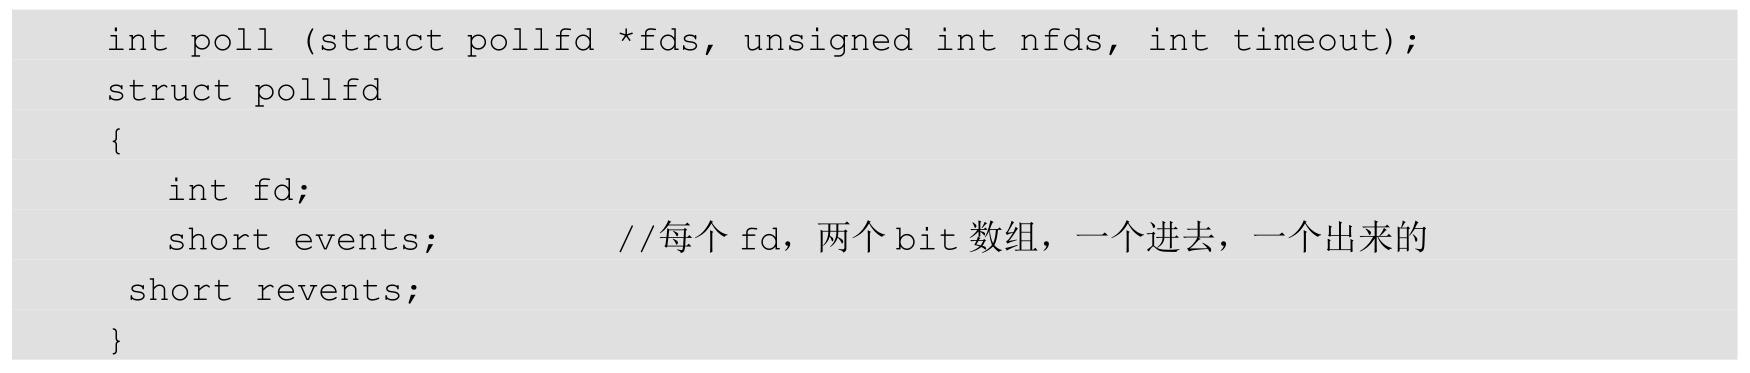 int poll (struct pollfd *fds, unsigned int nfds, int timeout);
struct pollfd
{
int fd;
short events; //每个 fd，两个 bit 数组，一个进去，一个出来的
short revents;
}